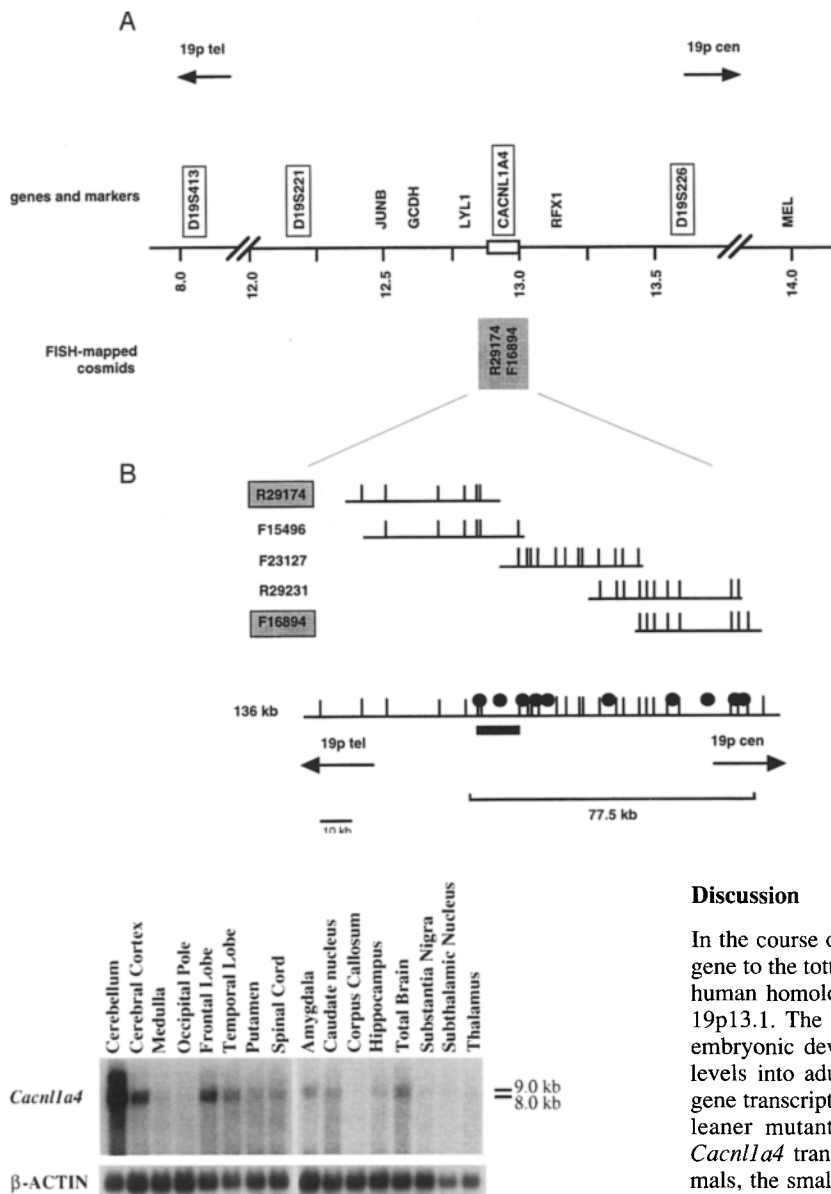 A
19p tel
19p cen
genes and markers
D19S413
D19S221
JUNB
GCDH
LYL1
CACNL1A4
RFX1
D19S226
MEL
8.0
12.0
12.5
13.0
13.5
14.0
FISH-mapped
cosmids
R29174
F16894
B
R29174
F15496
F23127
R29231
F16894
136 kb
19p tel
19p cen
77.5 kb
10 kb
Cerebellum
Cerebral Cortex
Medulla
Occipital Pole
Frontal Lobe
Temporal Lobe
Putamen
Spinal Cord
Amygdala
Caudate nucleus
Corpus Callosum
Hippocampus
Total Brain
Substantia Nigra
Subthalamic Nucleus
Thalamus
Cacnl1a4
9.0 kb
8.0 kb
β-ACTIN
Discussion
In the course o
gene to the tott
human homolo
19p13.1. The
embryonic dev
levels into adu
gene transcript
leaner mutant
Cacnl1a4 tran
mals, the smal